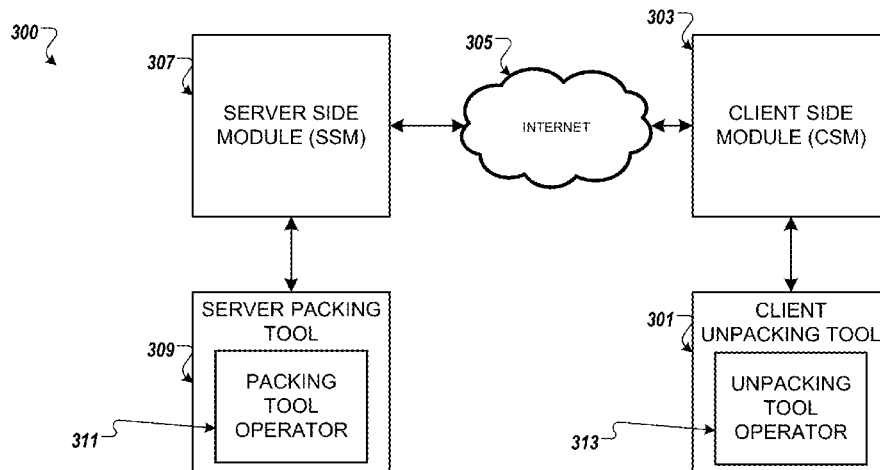 300
307
SERVER SIDE
MODULE (SSM)
305
INTERNET
303
CLIENT SIDE
MODULE (CSM)
SERVER PACKING
TOOL
309
PACKING
TOOL
OPERATOR
311
CLIENT
UNPACKING TOOL
301
UNPACKING
TOOL
OPERATOR
313